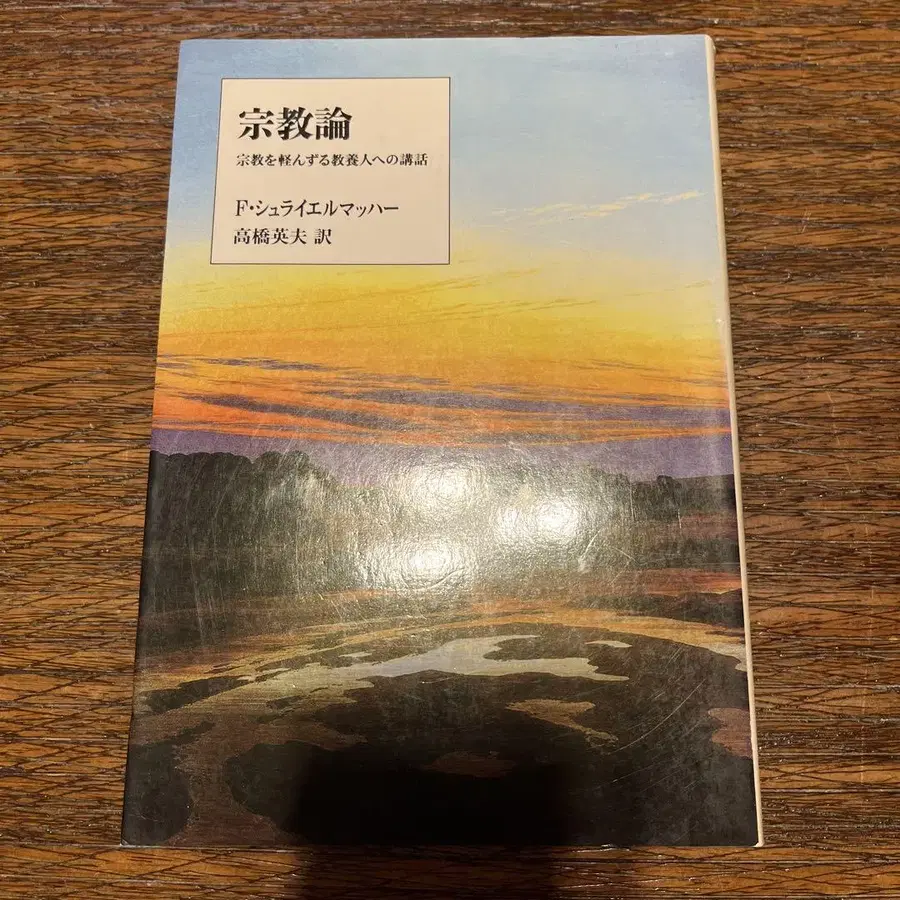 宗教論
宗教を軽んずる教養人への講話
F・シュライエルマッハー
高橋英夫 訳